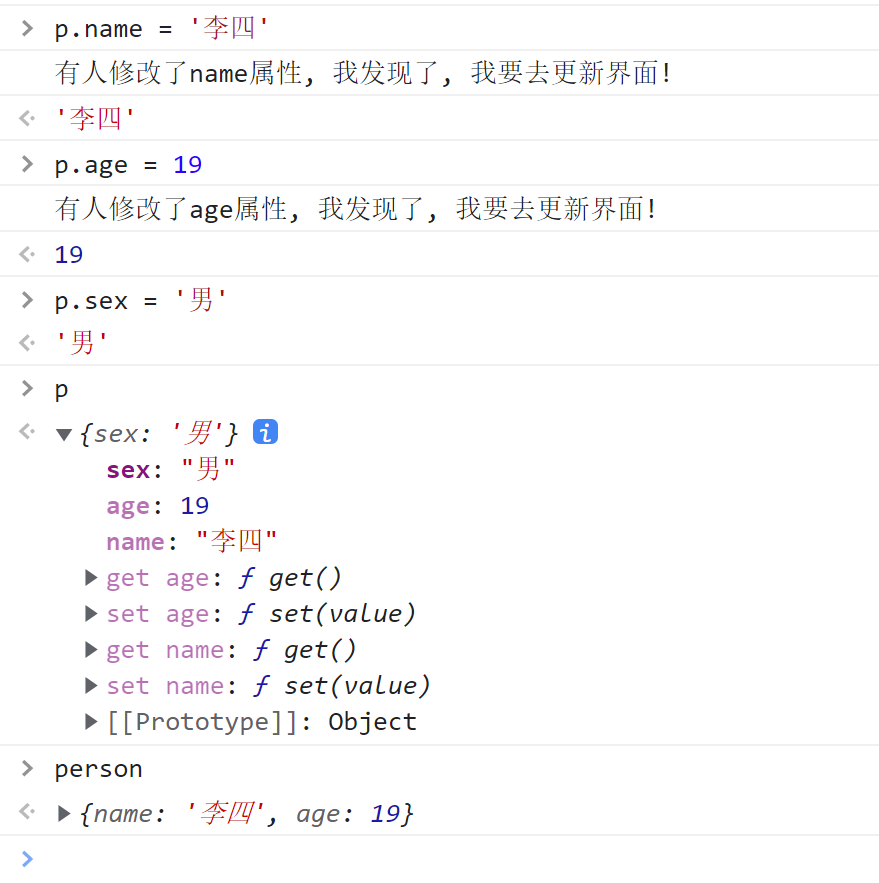 > p.name = '李四'
有人修改了name属性, 我发现了, 我要去更新界面!
'李四'
> p.age = 19
有人修改了age属性, 我发现了, 我要去更新界面!
19
> p.sex = '男'
'男'
> p
{sex: '男'} i
sex: "男"
age: 19
name: "李四"
get age: ƒ get()
set age: ƒ set(value)
get name: ƒ get()
set name: ƒ set(value)
[[Prototype]]: Object
> person
{name: '李四', age: 19}
>